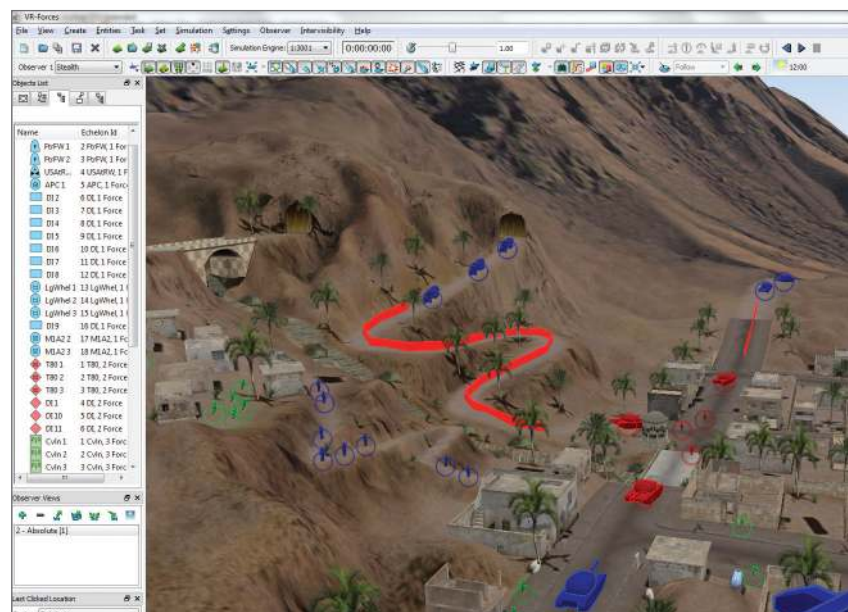 VR-Forces
File View Create Entities Task Set Simulation Settings Observer Intervisibility Help
Simulation Engine: 1:3001 0:00:00:00 1.00
Observer 1 Stealth Follow 12:00
Objects List
Name Echelon Id
PtrFW 1 2 PtrFW, 1 For
PtrFW 2 3 PtrFW, 1 For
USAtR... 4 USAtRW, 1 F
APC 1 5 APC, 1 Force
DI 2 6 DI, 1 Force
DI 3 7 DI, 1 Force
DI 4 8 DI, 1 Force
DI 5 9 DI, 1 Force
DI 6 10 DI, 1 Force
DI 7 11 DI, 1 Force
DI 8 12 DI, 1 Force
LgWhel 1 13 LgWhel, 1
LgWhel 2 14 LgWhel, 1
LgWhel 3 15 LgWhel, 1
DI 9 16 DI, 1 Force
M1A2 2 17 M1A2, 1 Fo
M1A2 3 18 M1A2, 1 Fo
T80 1 1 T80, 2 Force
T80 2 2 T80, 2 Force
T80 3 3 T80, 2 Force
DI 1 4 DI, 2 Force
DI 10 5 DI, 2 Force
DI 11 6 DI, 2 Force
Cvln 1 1 Cvln, 3 Forc
Cvln 2 2 Cvln, 3 Forc
Cvln 3 3 Cvln, 3 Forc
Observer Views
2 - Absolute [1]
Last Clicked Location